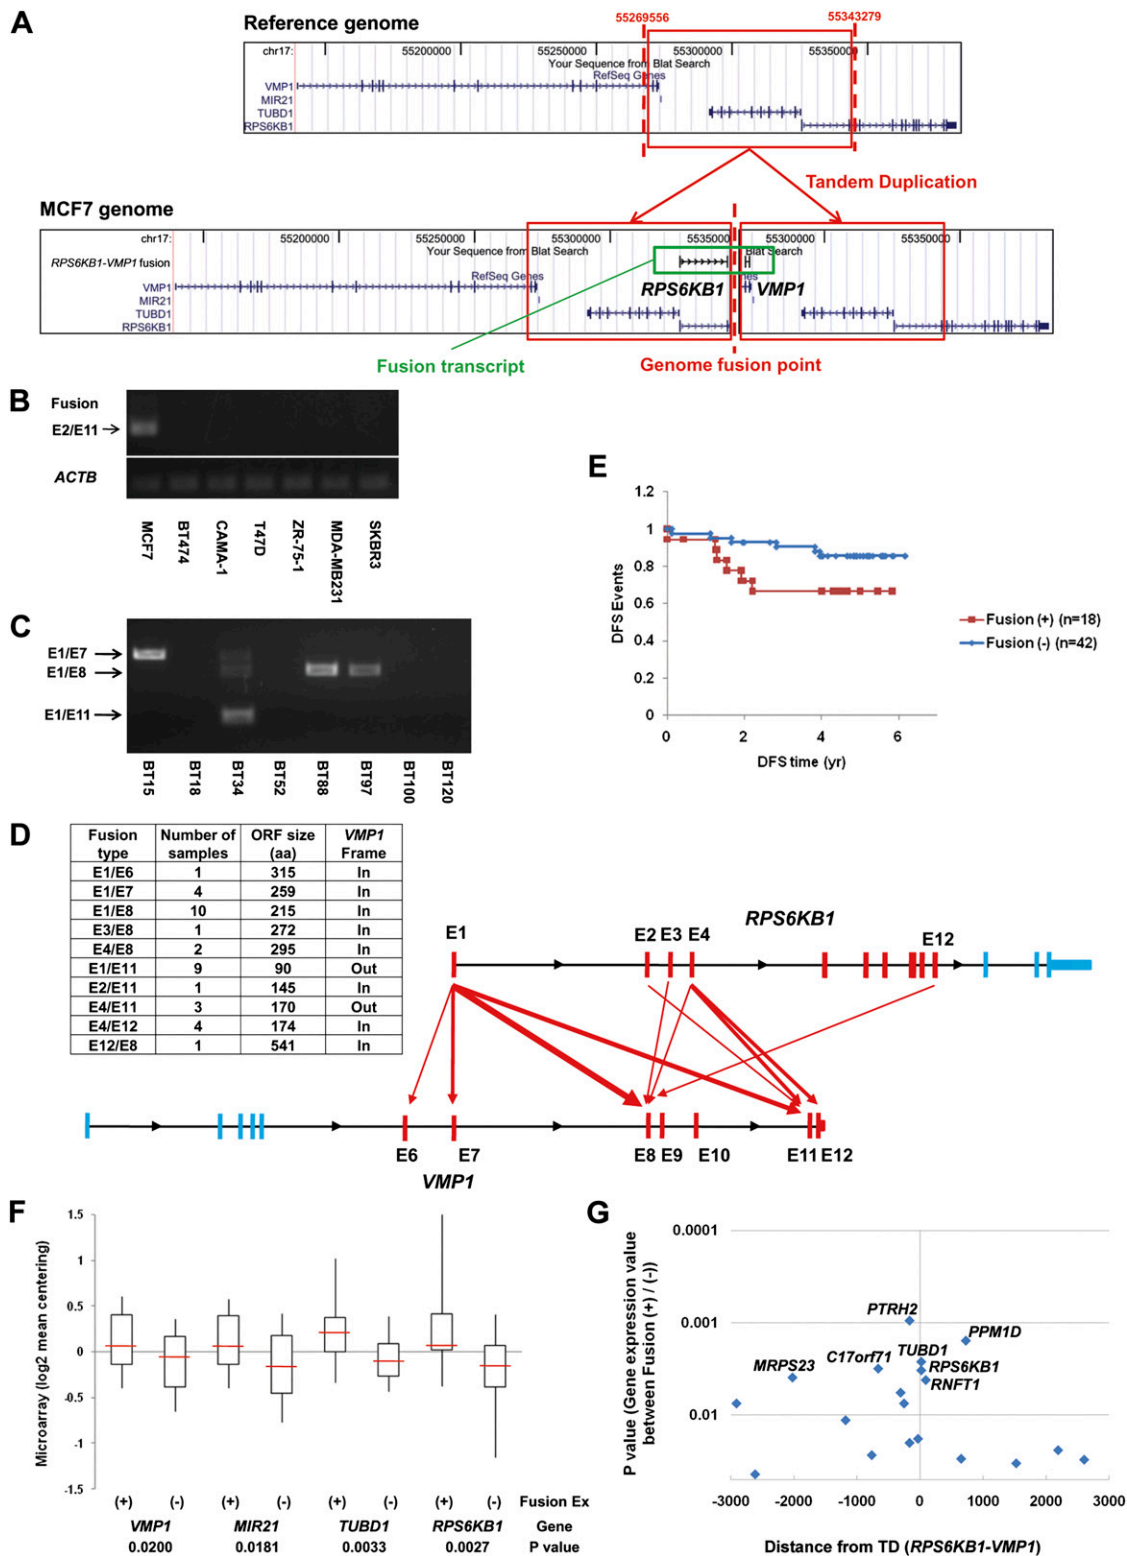 A
Reference genome
55269556
55343279
chr17:
55200000
55250000
55300000
55350000
Your Sequence from Blat Search
RefSeq Genes
VMP1
MIR21
TUBD1
RPS6KB1
Tandem Duplication
MCF7 genome
chr17:
55200000
55250000
55300000
55350000
55300000
55350000
Your Sequence from Blat Search
Blat Search
RPS6KB1-VMP1 fusion
RefSeq Genes
nes
RPS6KB1
VMP1
VMP1
MIR21
TUBD1
RPS6KB1
Fusion transcript
Genome fusion point
B
Fusion
E2/E11
ACTB
MCF7
BT474
CAMA-1
T47D
ZR-75-1
MDA-MB231
SKBR3
C
E1/E7
E1/E8
E1/E11
BT15
BT18
BT34
BT52
BT88
BT97
BT100
BT120
E
1.2
1
0.8
0.6
0.4
0.2
0
DFS Events
0 2 4 6
DFS time (yr)
Fusion (+) (n=18)
Fusion (-) (n=42)
D
Fusion type Number of samples ORF size (aa) VMP1 Frame
E1/E6 1 315 In
E1/E7 4 259 In
E1/E8 10 215 In
E3/E8 1 272 In
E4/E8 2 295 In
E1/E11 9 90 Out
E2/E11 1 145 In
E4/E11 3 170 Out
E4/E12 4 174 In
E12/E8 1 541 In
RPS6KB1
E1
E2 E3 E4
E12
E6
E7
E8 E9 E10
E11 E12
VMP1
F
Microarray (log2 mean centering)
1.5
1
0.5
0
-0.5
-1
-1.5
(+) (-) (+) (-) (+) (-) (+) (-) Fusion Ex
VMP1 MIR21 TUBD1 RPS6KB1 Gene
0.0200 0.0181 0.0033 0.0027 P value
G
P value (Gene expression value between Fusion (+) / (-))
0.0001
0.001
0.01
PTRH2
PPM1D
TUBD1
C17orf71
RPS6KB1
MRPS23
RNFT1
-3000 -2000 -1000 0 1000 2000 3000
Distance from TD (RPS6KB1-VMP1)